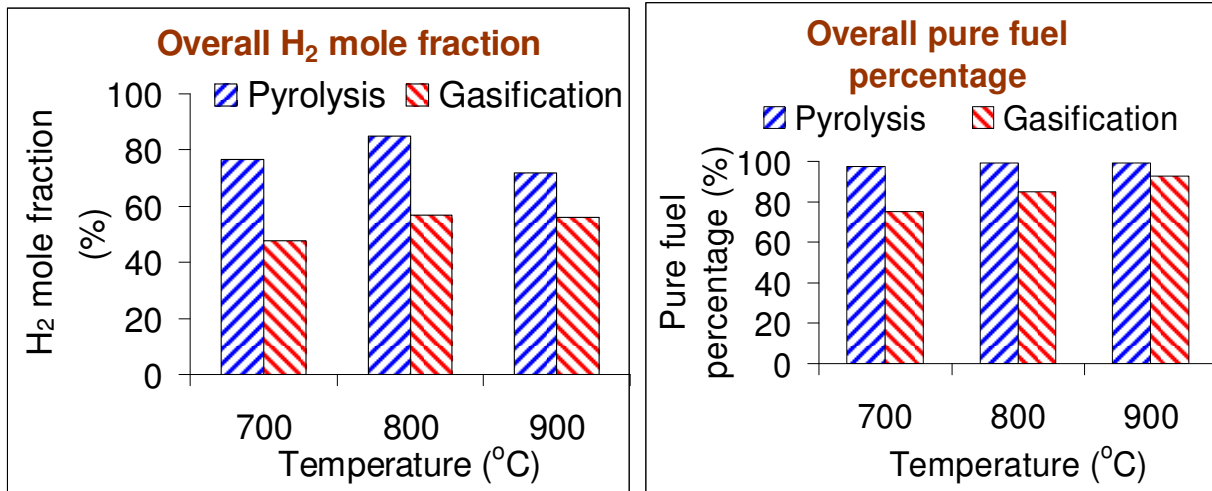 Overall H₂ mole fraction
Pyrolysis Gasification
H₂ mole fraction
(%)
100
80
60
40
20
0
700 800 900
Temperature (°C)
Overall pure fuel
percentage
Pyrolysis Gasification
Pure fuel
percentage (%)
100
80
60
40
20
0
700 800 900
Temperature (°C)